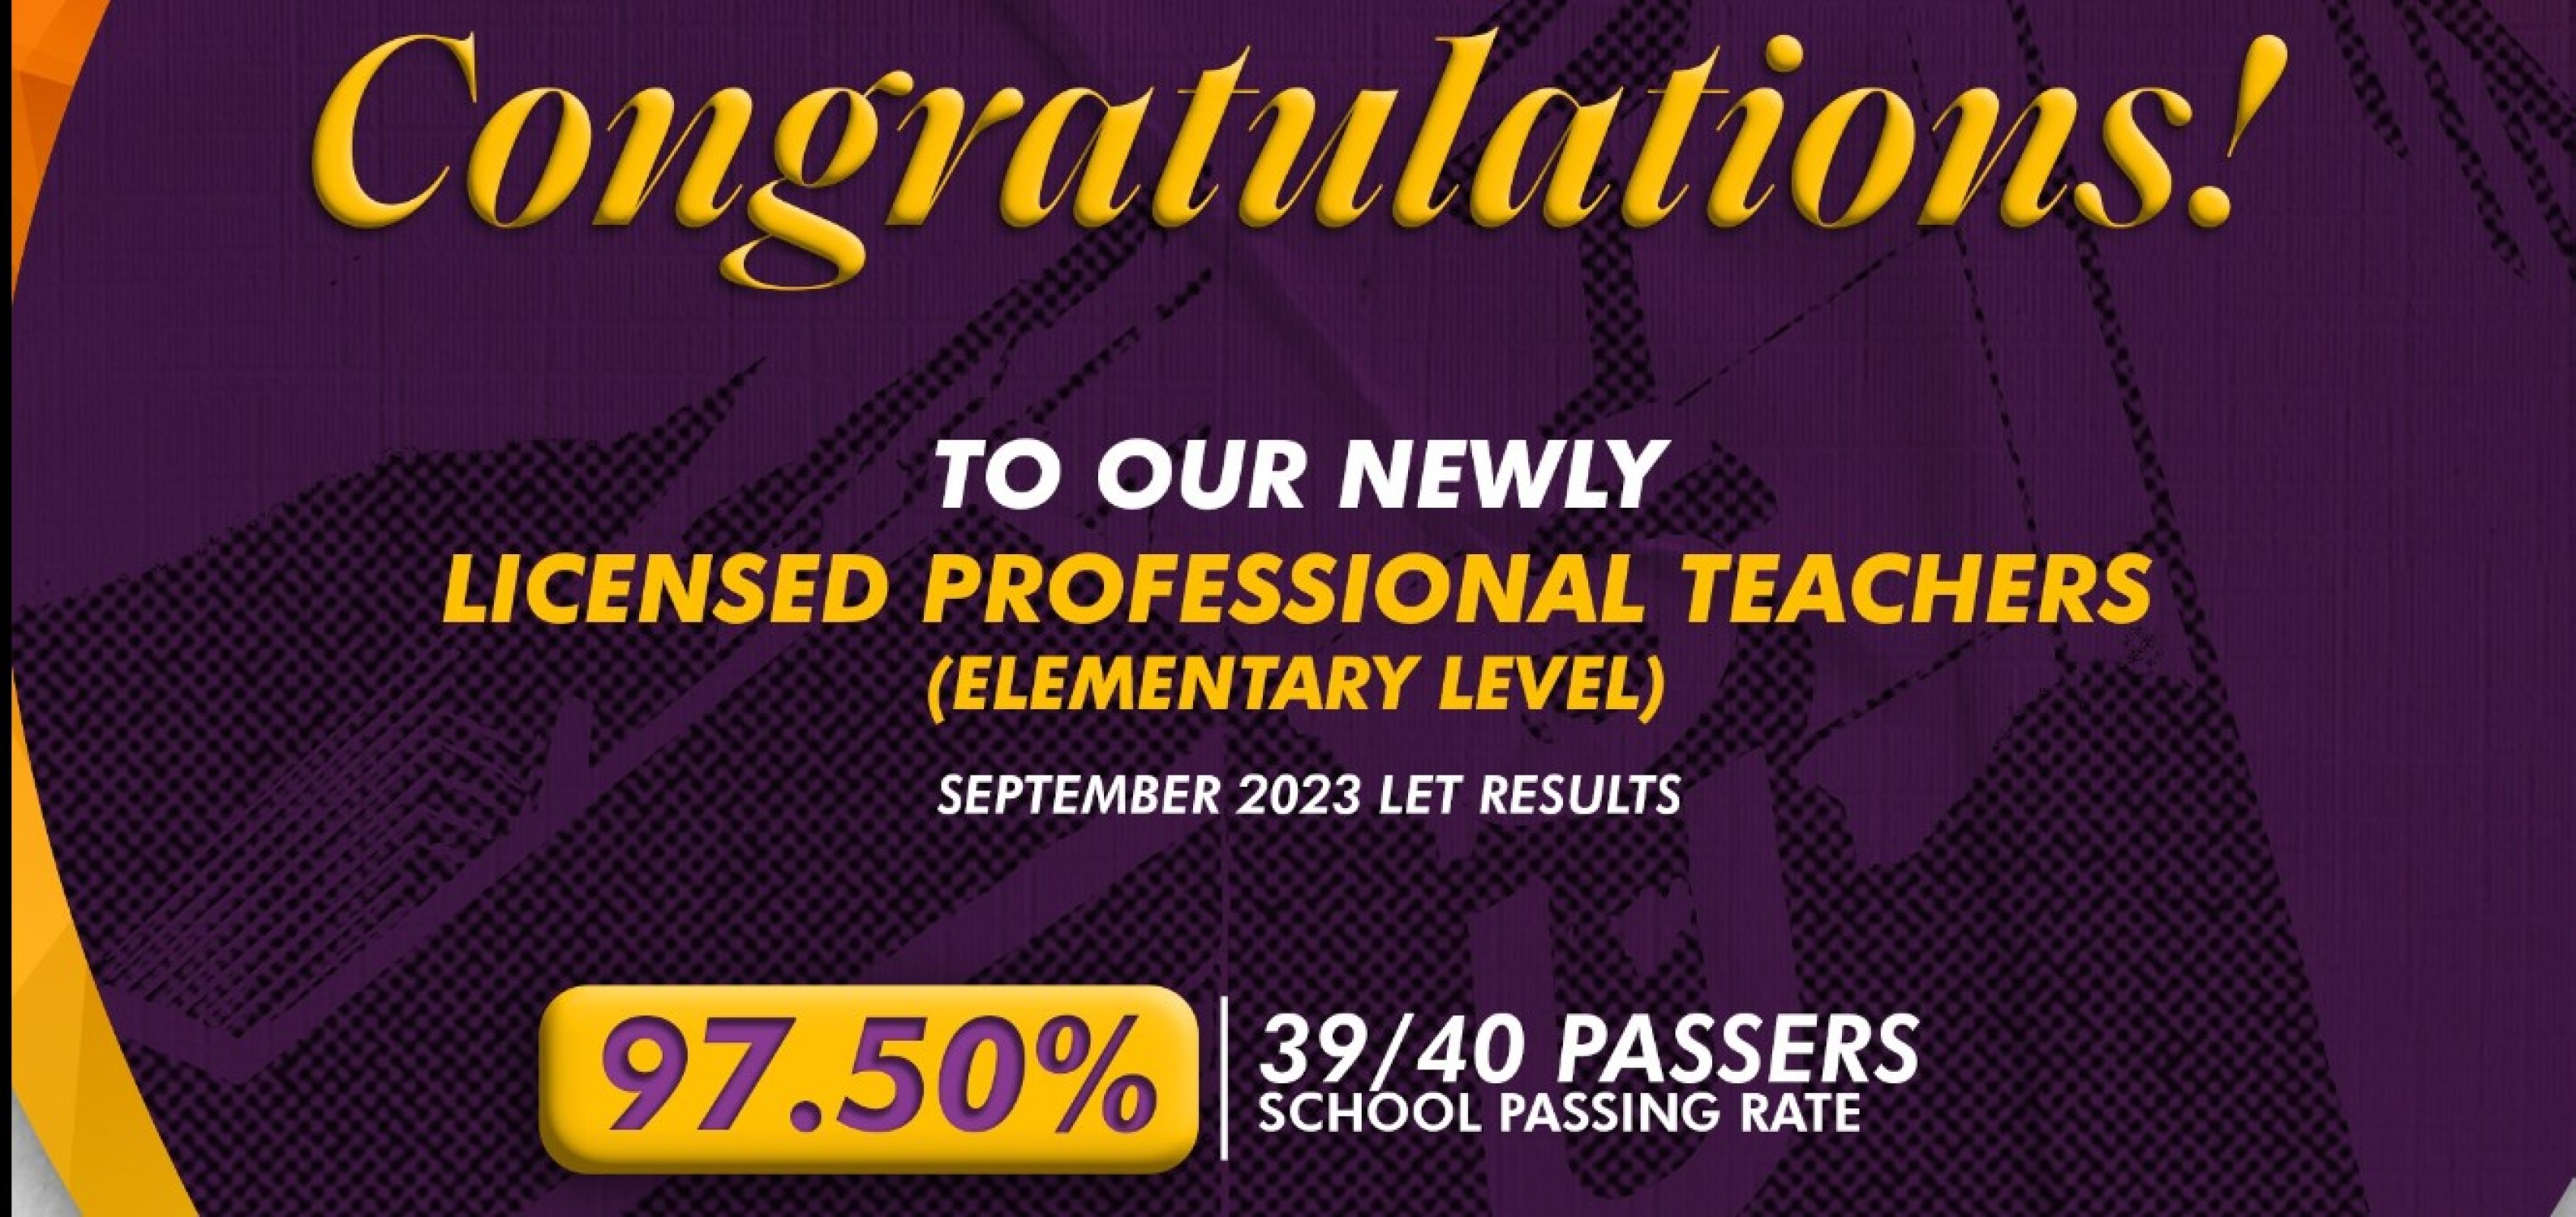 Congratulations!
TO OUR NEWLY
LICENSED PROFESSIONAL TEACHERS
(ELEMENTARY LEVEL)
SEPTEMBER 2023 LET RESULTS
97.50%
39/40 PASSERS
SCHOOL PASSING RATE